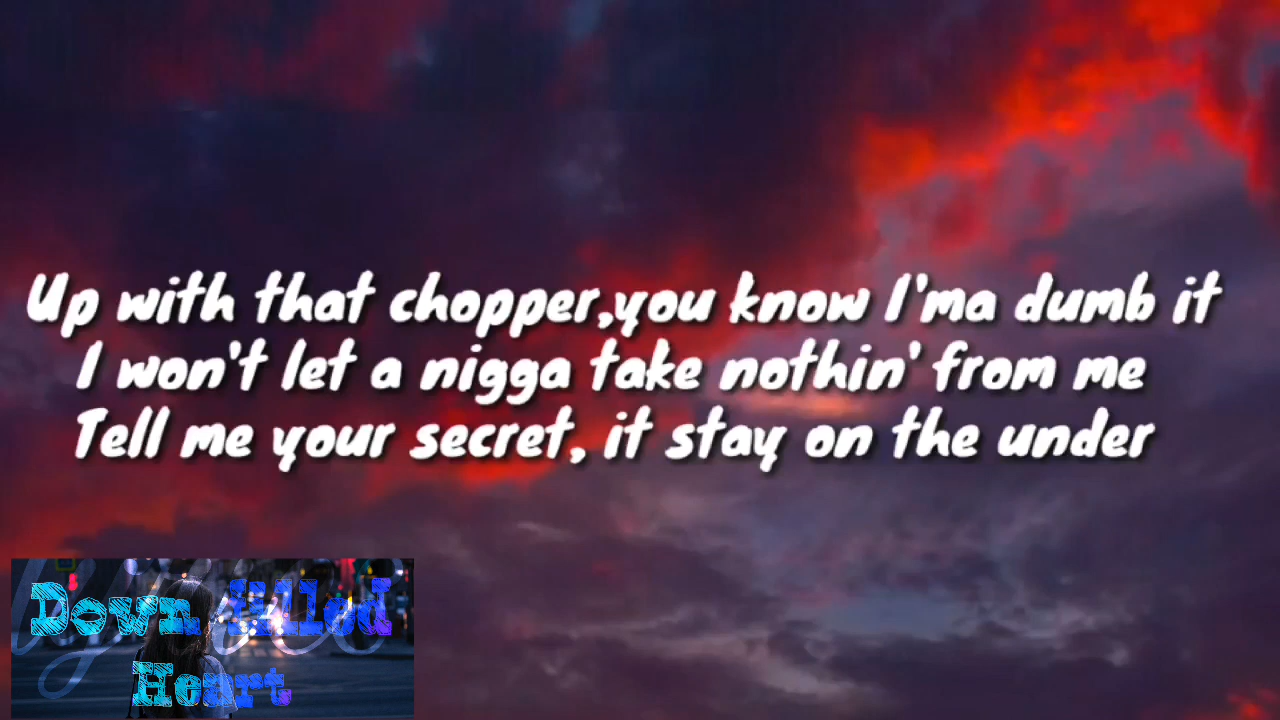 Up with that chopper,you know I'ma dumb it
I won't let a nigga take nothin' from me
Tell me your secret, it stay on the under
Down
Heart